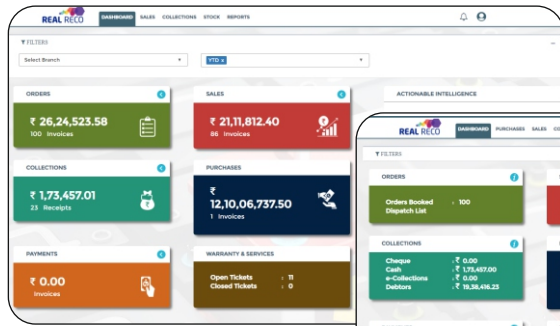 REAL RECO DASHBOARD SALES COLLECTIONS STOCK REPORTS
FILTERS
Select Branch
YTD x
ORDERS
₹ 26,24,523.58
100 Invoices
SALES
₹ 21,11,812.40
86 Invoices
ACTIONABLE INTELLIGENCE
COLLECTIONS
₹ 1,73,457.01
23 Receipts
PURCHASES
₹
12,10,06,737.50
1 Invoices
PAYMENTS
₹ 0.00
Invoices
WARRANTY & SERVICES
Open Tickets : 11
Closed Tickets : 0
REAL RECO DASHBOARD PURCHASES SALES CO
FILTERS
ORDERS
Orders Booked : 100
Dispatch List
COLLECTIONS
Cheque : ₹ 0.00
Cash : ₹ 1,73,457.00
e-Collections : ₹ 0.00
Debtors : ₹ 19,38,416.23